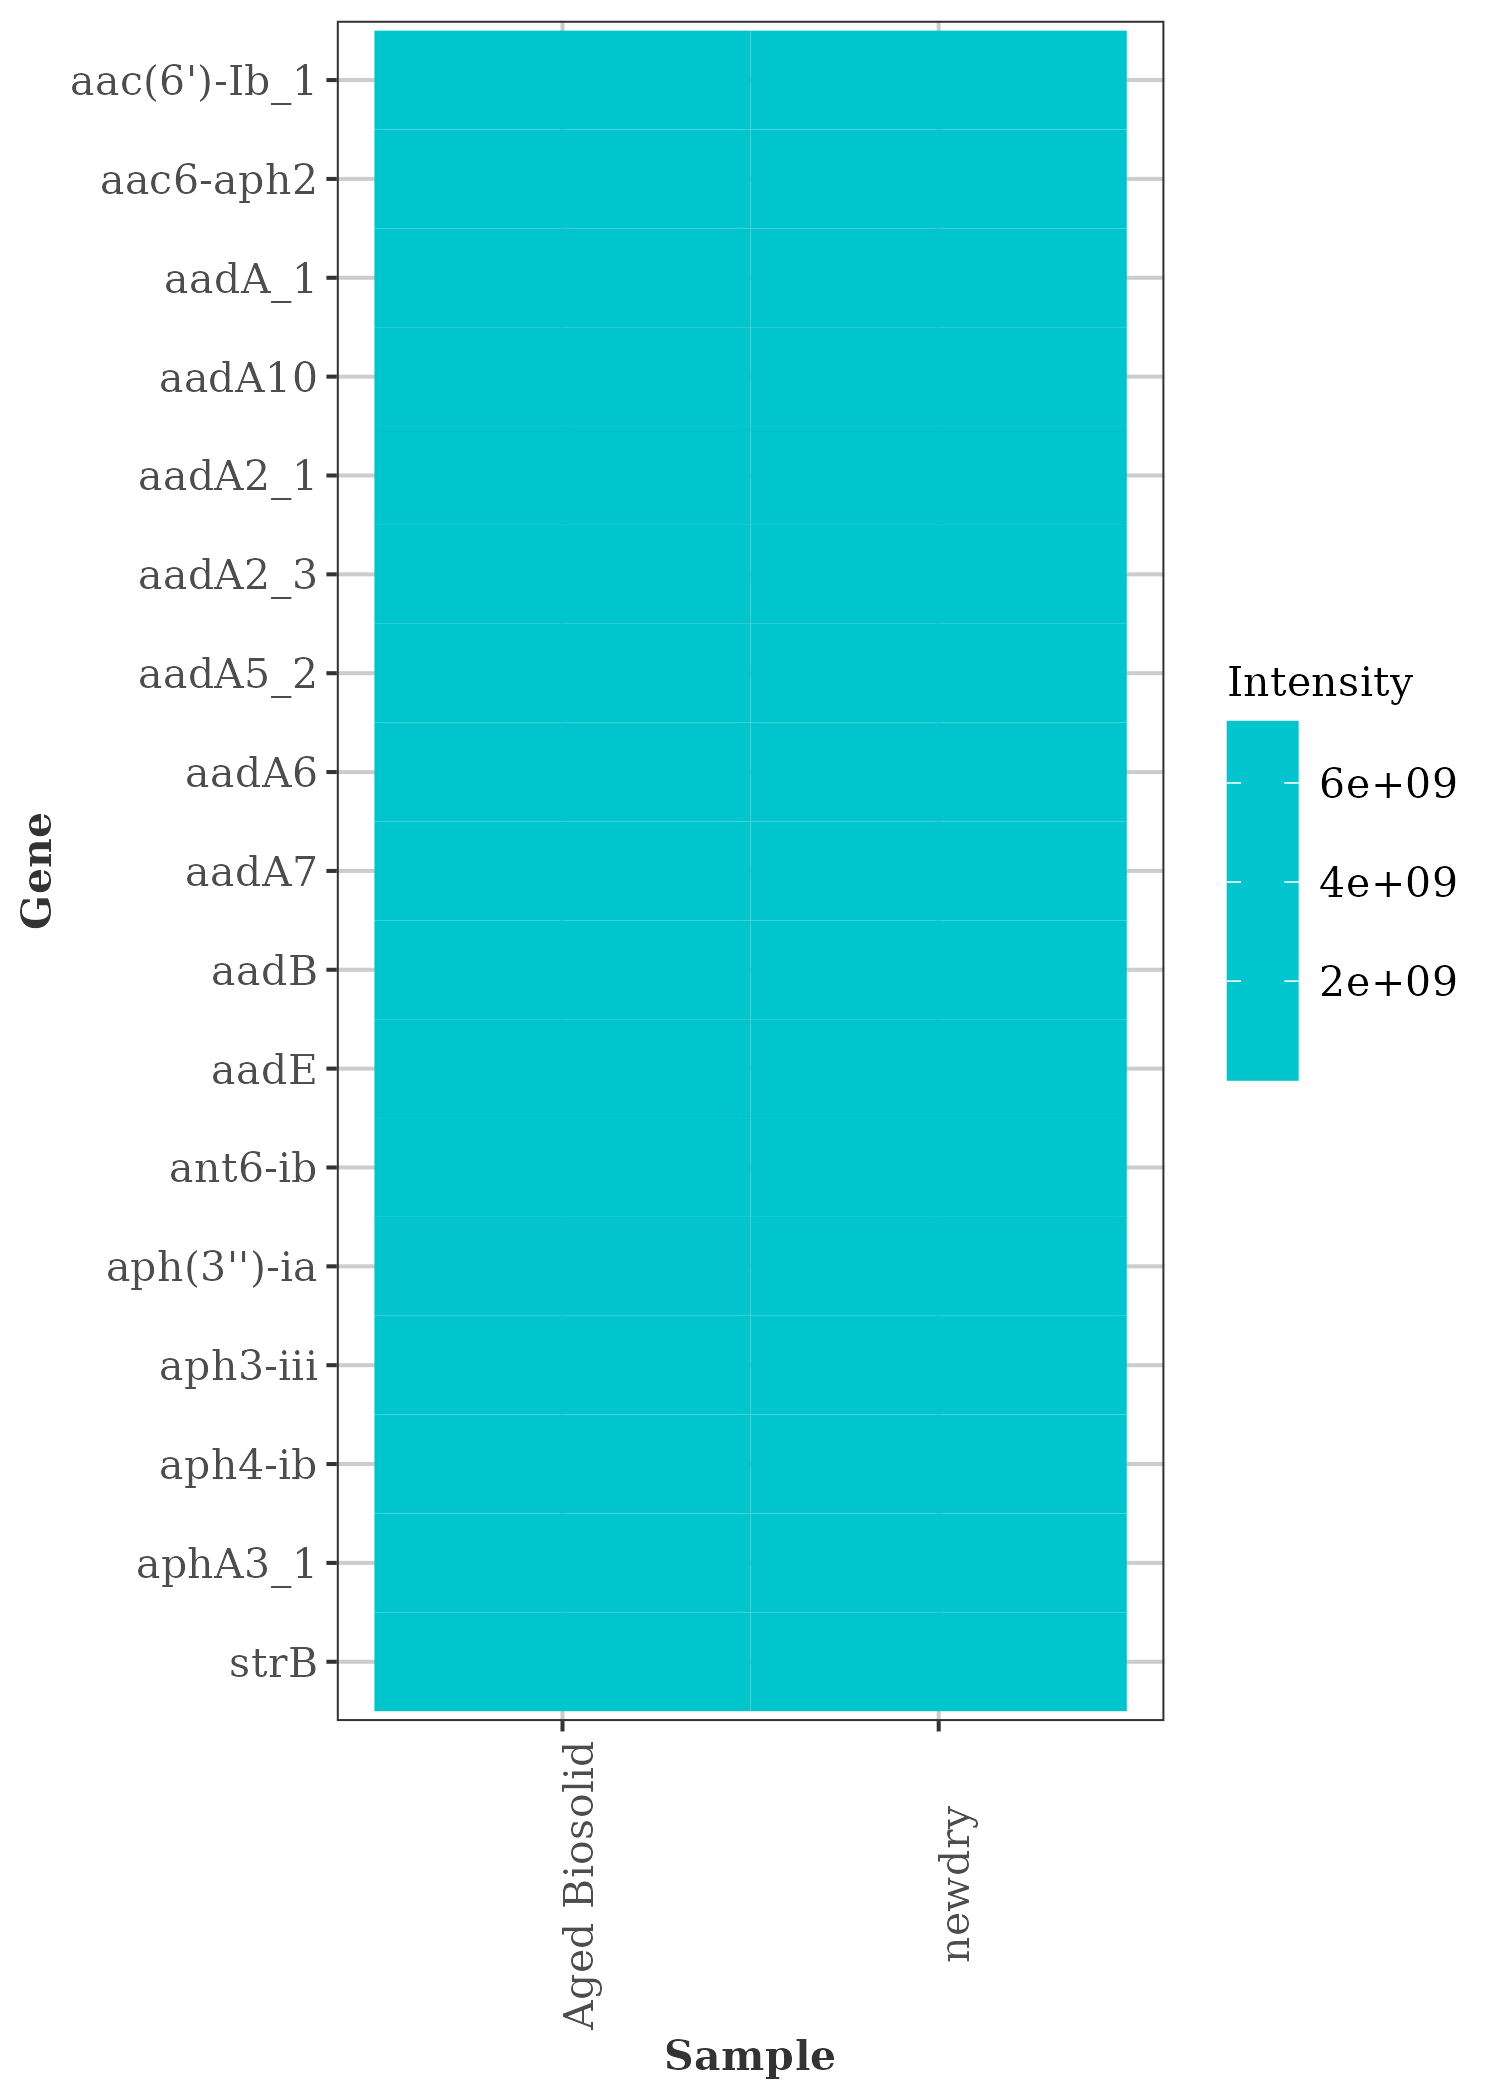 aac(6')-Ib_1
aac6-aph2
aadA_1
aadA10
aadA2_1
aadA2_3
aadA5_2
aadA6
aadA7
aadB
aadE
ant6-ib
aph(3'')-ia
aph3-iii
aph4-ib
aphA3_1
strB
Gene
Aged Biosolid
newdry
Sample
Intensity
6e+09
4e+09
2e+09